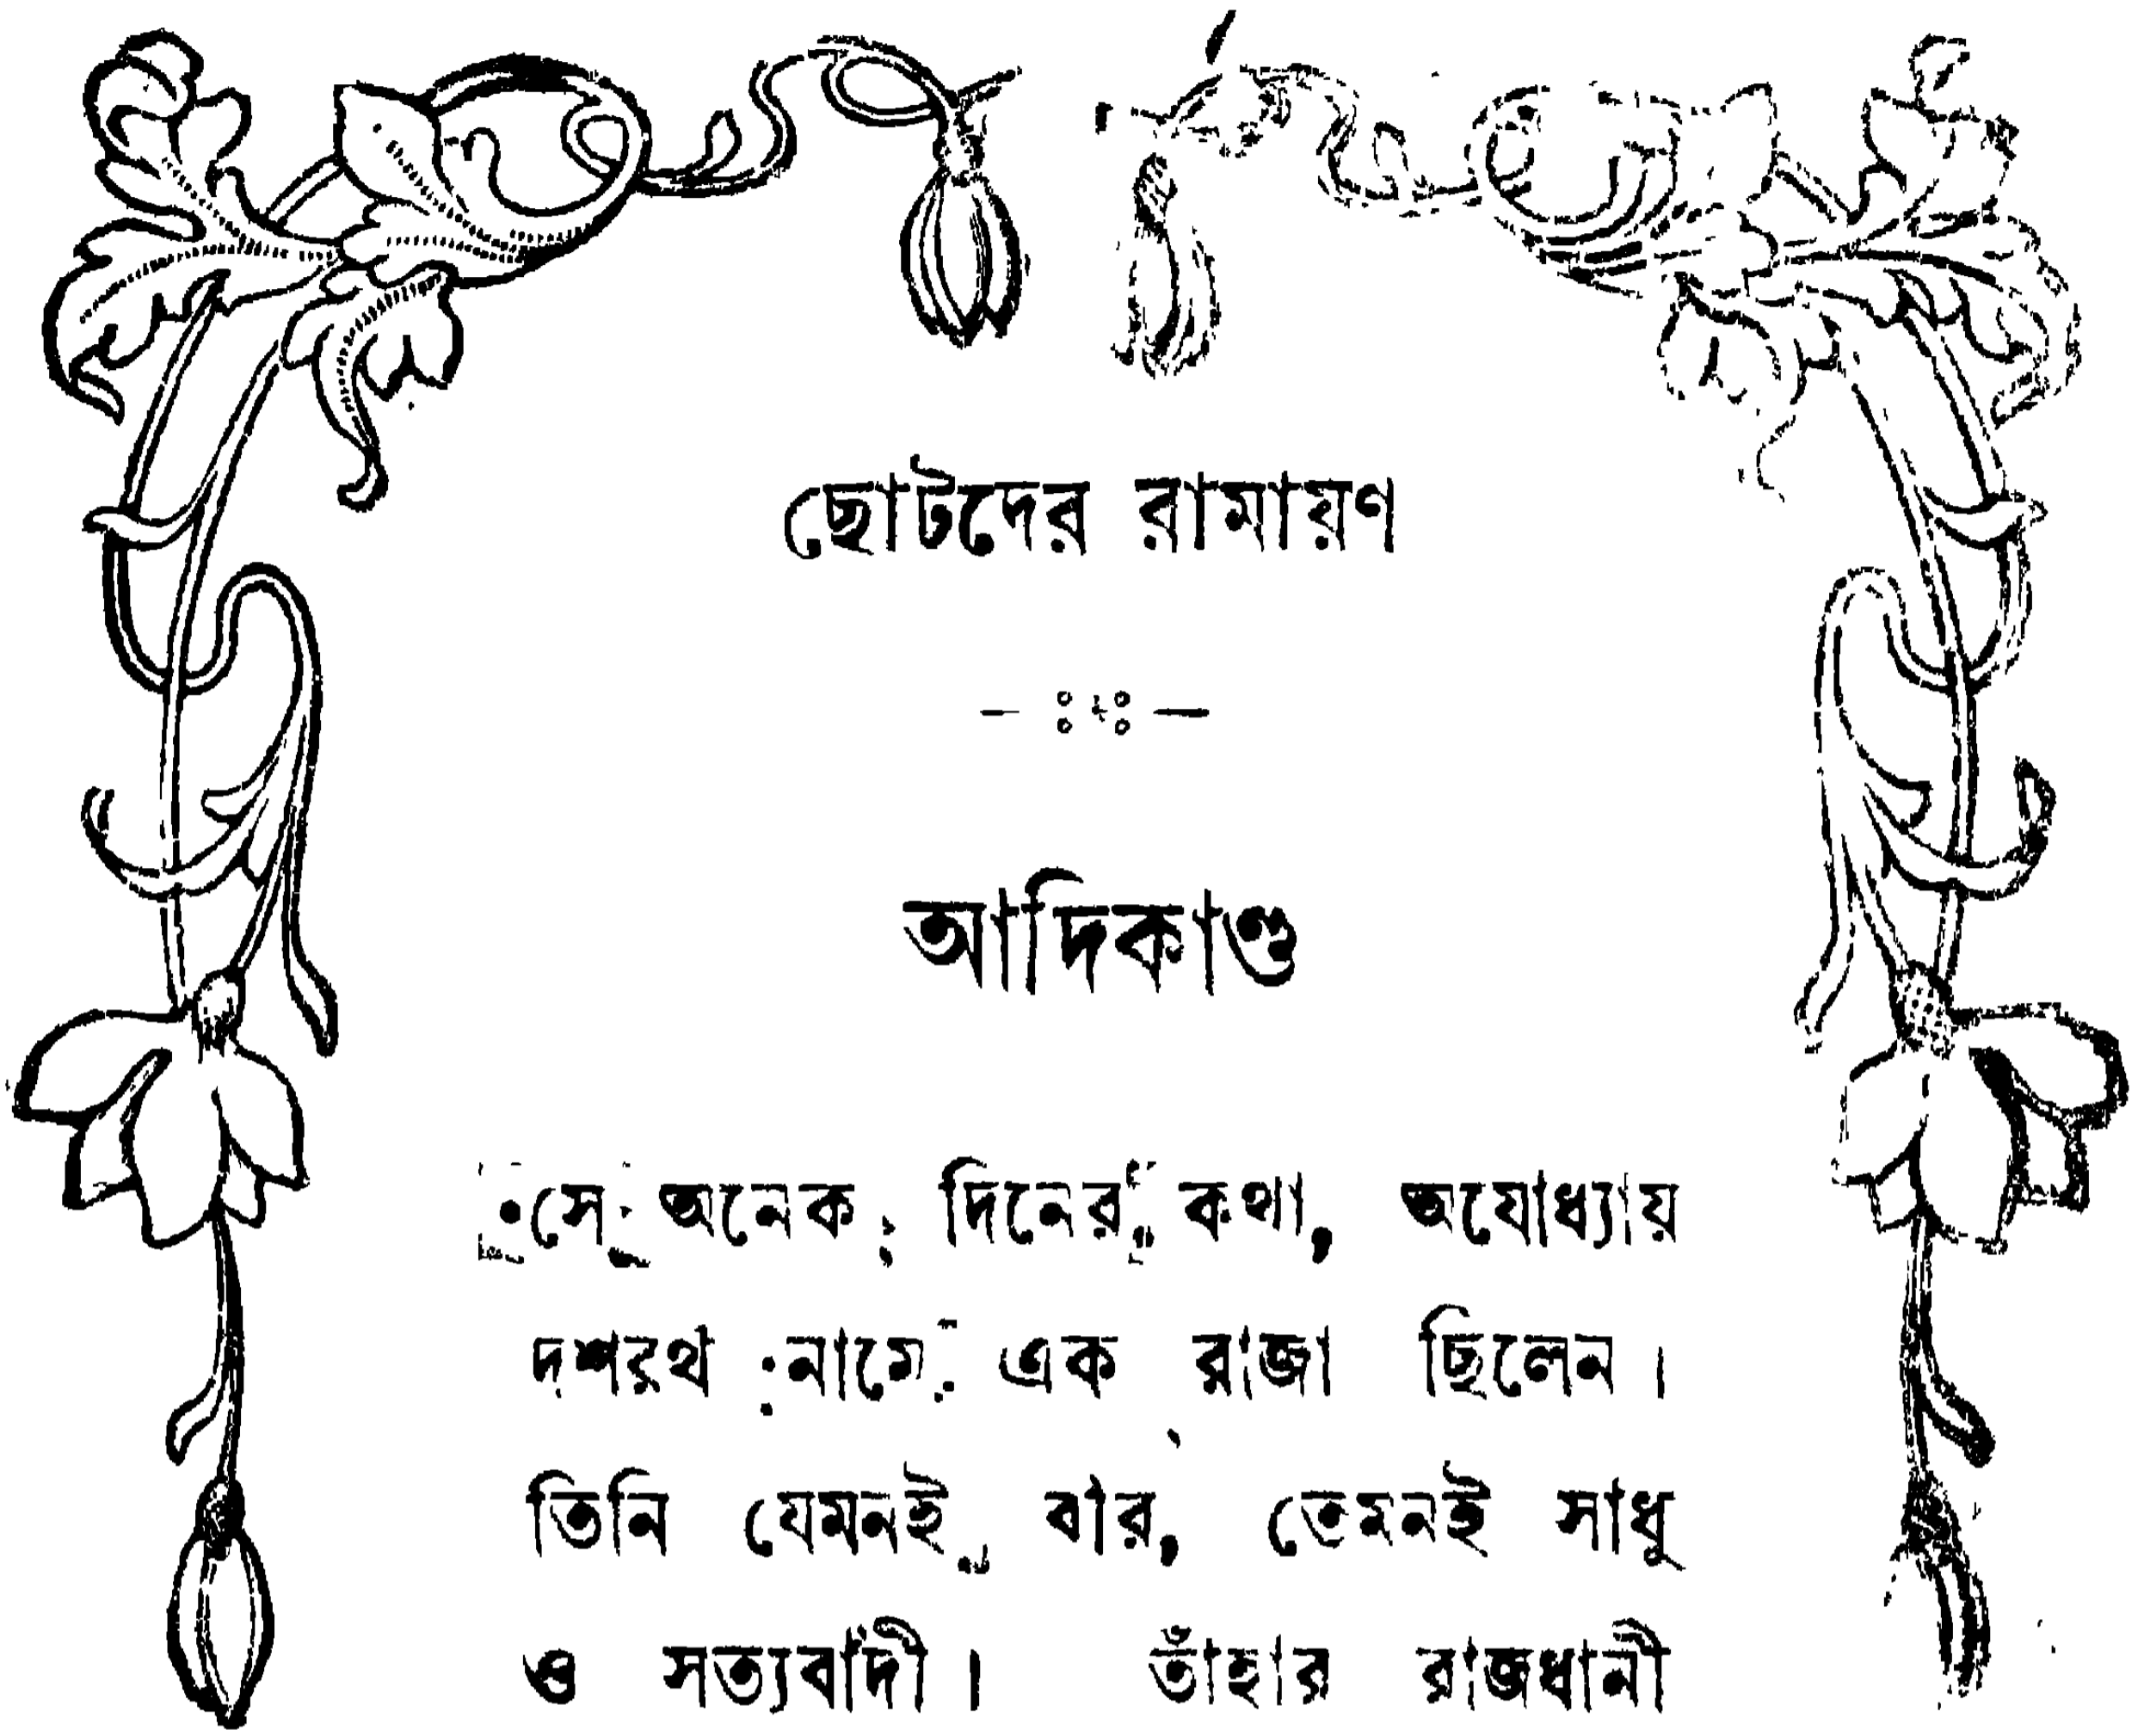 ছোটদের রামায়ণ
আদিকাণ্ড
সে অনেক দিনের কথা, অযোধ্যায়
দশরথ নামে এক রাজা ছিলেন।
তিনি যেমনই বীর, তেমনই সাধু
ও সত্যবাদী। তাঁহার রাজধানী